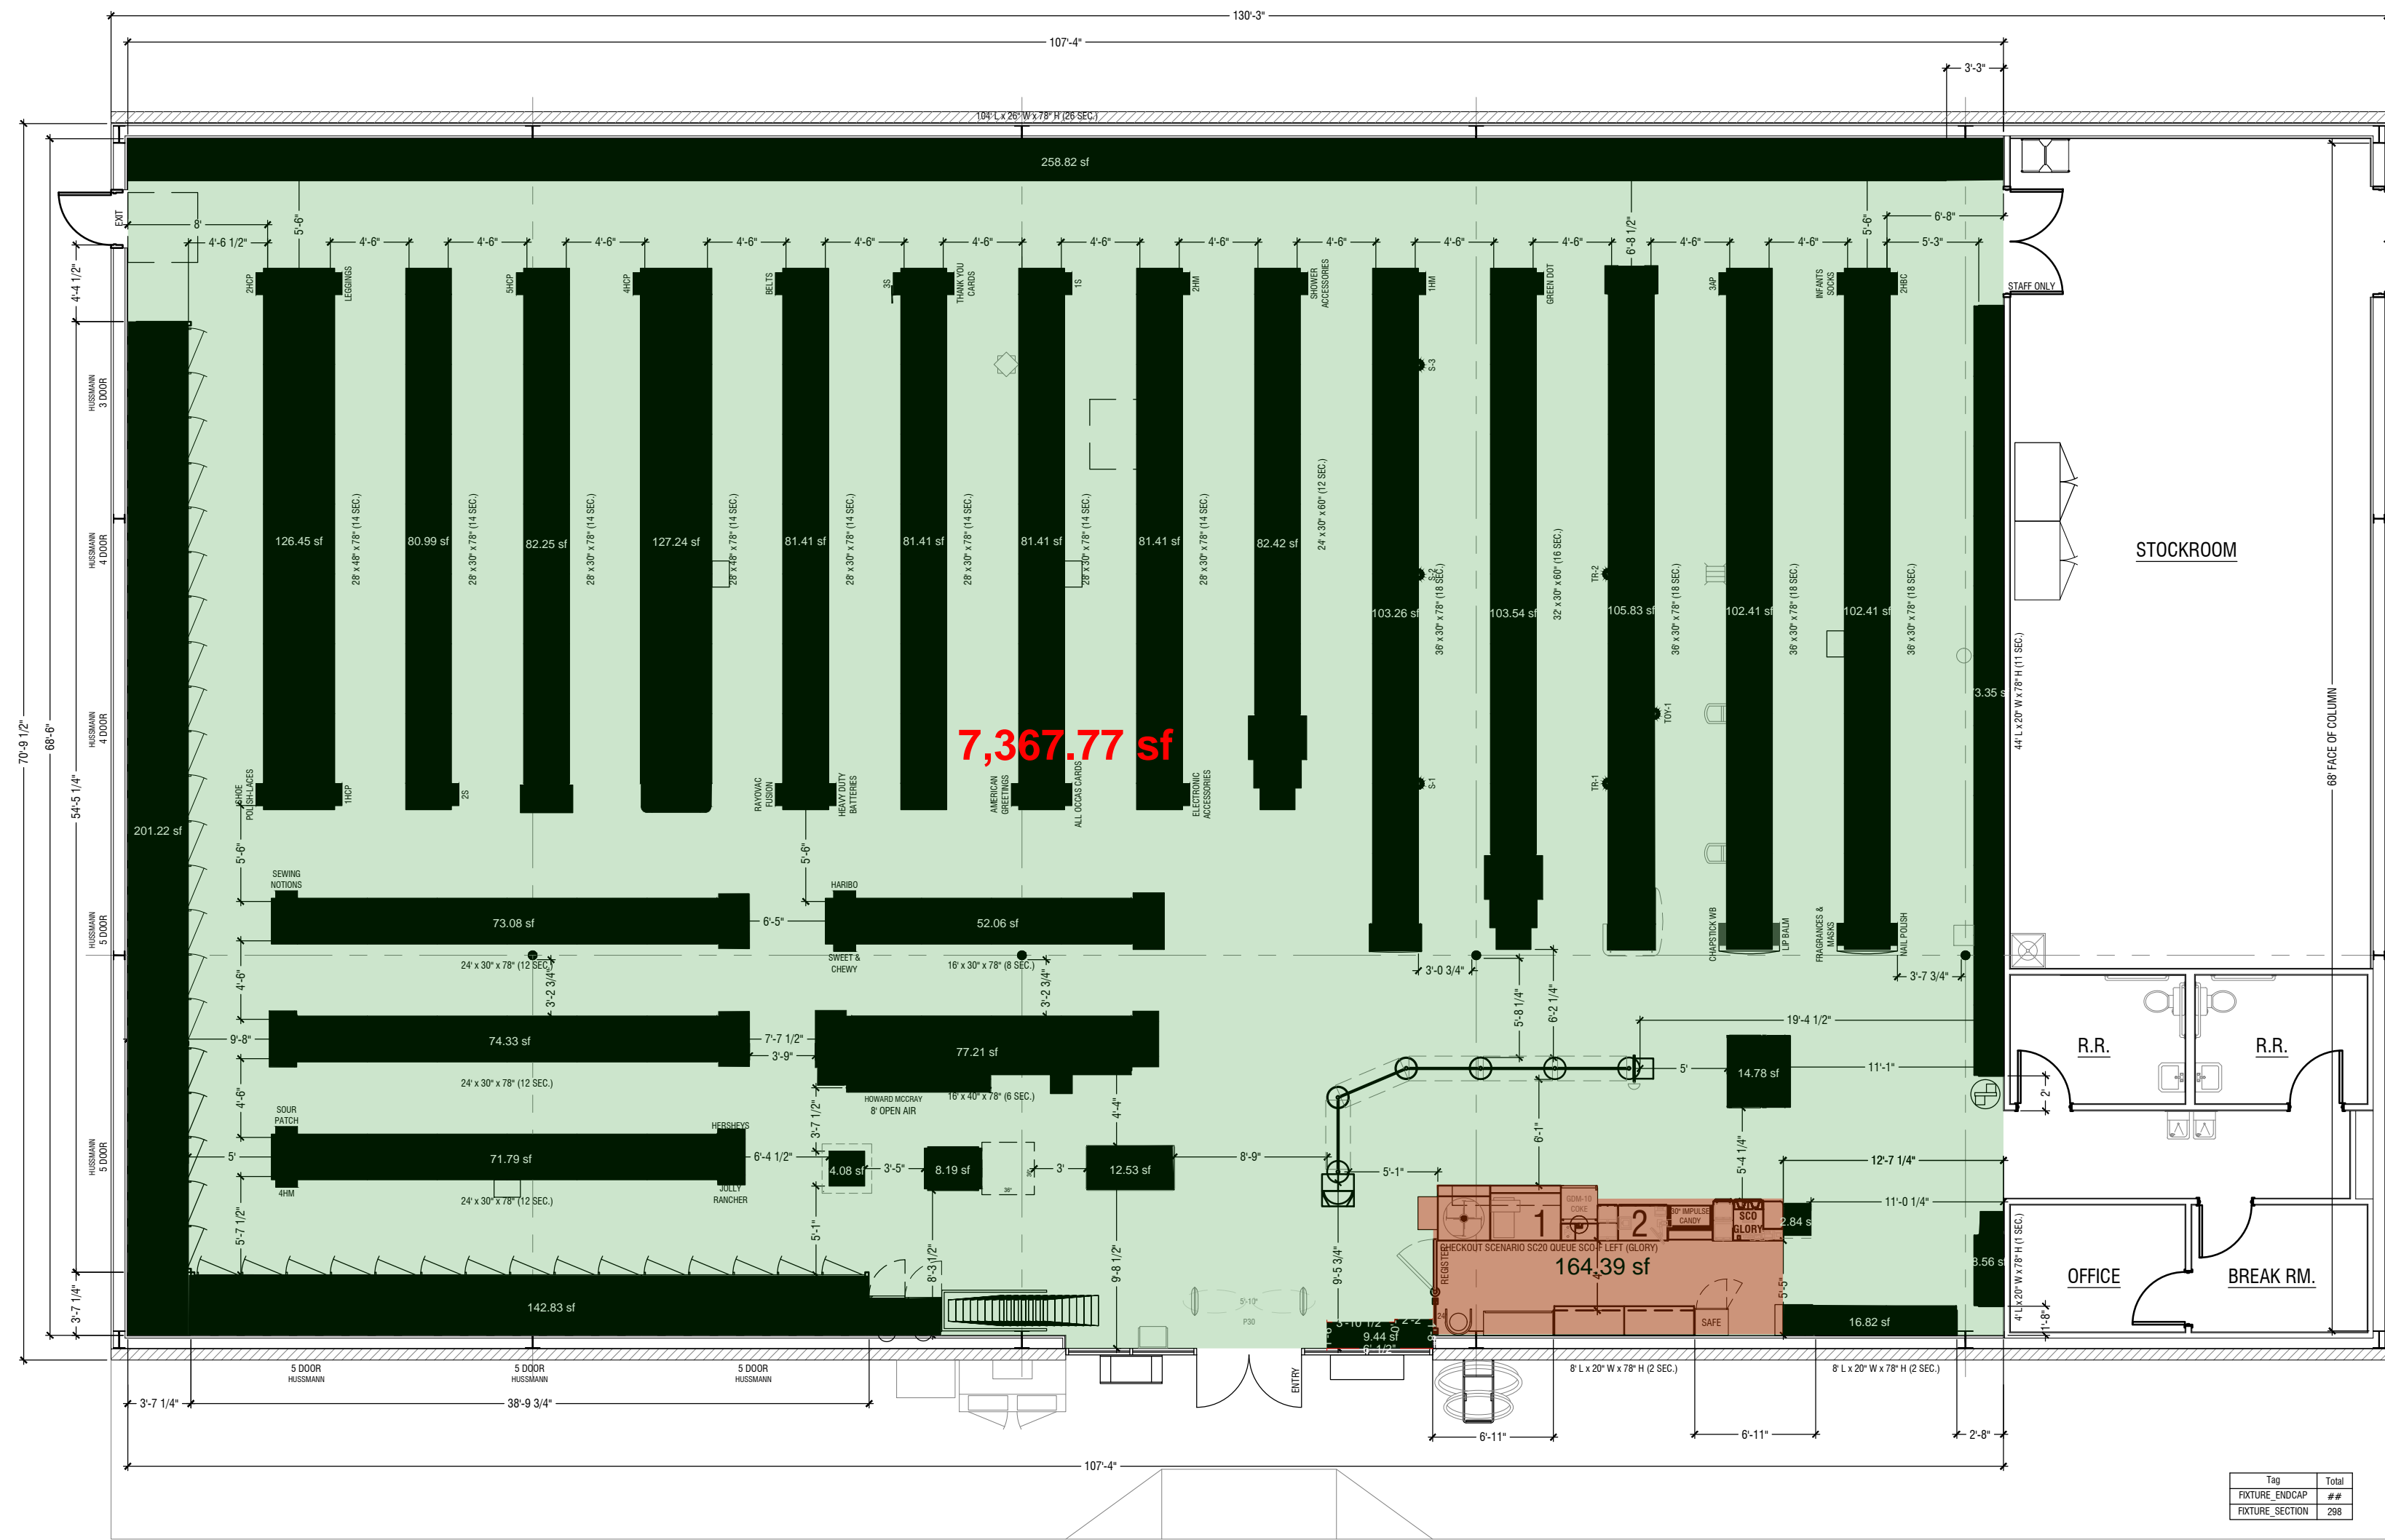 130'-3"
107'-4"
3'-3"
104' L x 26" W x 78" H (26 SEC.)
258.82 sf
EXIT
8'
4'-6 1/2"
5'-6"
4'-6"
4'-6"
4'-6"
4'-6"
4'-6"
4'-6"
4'-6"
4'-6"
4'-6"
4'-6"
6'-8 1/2"
4'-6"
4'-6"
5'-6"
6'-8"
5'-3"
4'-4 1/2"
2HCP
LEGGINGS
5HCP
4HCP
BELTS
3S
THANK YOU
CARDS
1S
2HM
SHOWER
ACCESSORIES
1HM
GREEN DOT
3AP
INFANTS
SOCKS
2HBC
STAFF ONLY
HUSSMANN
3 DOOR
HUSSMANN
4 DOOR
HUSSMANN
4 DOOR
HUSSMANN
5 DOOR
HUSSMANN
5 DOOR
70'-9 1/2"
68'-6"
54'-5 1/4"
3'-7 1/4"
S-3
S-2
S-1
TR-2
TR-1
TOY-1
126.45 sf
28' x 48" x 78" (14 SEC.)
80.99 sf
28' x 30" x 78" (14 SEC.)
82.25 sf
28' x 30" x 78" (14 SEC.)
127.24 sf
28' x 48" x 78" (14 SEC.)
81.41 sf
28' x 30" x 78" (14 SEC.)
81.41 sf
28' x 30" x 78" (14 SEC.)
81.41 sf
28' x 30" x 78" (14 SEC.)
81.41 sf
28' x 30" x 78" (14 SEC.)
82.42 sf
24' x 30" x 60" (12 SEC.)
103.26 sf
36' x 30" x 78" (18 SEC.)
103.54 sf
32' x 30" x 60" (16 SEC.)
105.83 sf
36' x 30" x 78" (18 SEC.)
102.41 sf
36' x 30" x 78" (18 SEC.)
102.41 sf
36' x 30" x 78" (18 SEC.)
44' L x 20" W x 78" H (11 SEC.)
STOCKROOM
68' FACE OF COLUMN
7,367.77 sf
201.22 sf
SHOE
POLISH-LACES
1HCP
2S
RAYOVAC
FUSION
HEAVY DUTY
BATTERIES
AMERICAN
GREETINGS
ALL OCCAS CARDS
ELECTRONIC
ACCESSORIES
CHAPSTICK WB
LIP BALM
FRAGRANCES &
MASKS
NAIL POLISH
5'-6"
5'-6"
SEWING
NOTIONS
HARIBO
73.08 sf
6'-5"
52.06 sf
SWEET &
CHEWY
24' x 30" x 78" (12 SEC.)
16' x 30" x 78" (8 SEC.)
4'-6"
3'-2 3/4"
3'-2 3/4"
3'-0 3/4"
5'-8 1/4"
6'-2 1/4"
3'-7 3/4"
19'-4 1/2"
9'-8"
74.33 sf
7'-7 1/2"
3'-9"
77.21 sf
24' x 30" x 78" (12 SEC.)
HOWARD MCCRAY
8' OPEN AIR
16' x 40" x 78" (6 SEC.)
4'-6"
3'-7 1/2"
4'-4"
5'
14.78 sf
11'-1"
2'
R.R.
R.R.
SOUR
PATCH
HERSHEYS
5'
71.79 sf
6'-4 1/2"
4HM
JOLLY
RANCHER
24' x 30" x 78" (12 SEC.)
4.08 sf
3'-5"
8.19 sf
36"
3'
12.53 sf
8'-9"
5'-1"
6'-1"
5'-4 1/4"
12'-7 1/4"
11'-0 1/4"
5'-7 1/2"
5'-1"
8'-3 1/2"
9'-8 1/2"
9'-5 3/4"
GDM-10
COKE
1
2
30" IMPULSE
CANDY
SCO
GLORY
CHECKOUT SCENARIO SC20 QUEUE SCO-F LEFT (GLORY)
REGISTER
164.39 sf
4'
5'-5"
SAFE
24"
4' L x 20" W x 78" H (1 SEC.)
1'-8"
OFFICE
BREAK RM.
142.83 sf
5'-10"
P30
9.44 sf
16.82 sf
ENTRY
5 DOOR
HUSSMANN
5 DOOR
HUSSMANN
5 DOOR
HUSSMANN
8' L x 20" W x 78" H (2 SEC.)
8' L x 20" W x 78" H (2 SEC.)
3'-7 1/4"
38'-9 3/4"
6'-11"
6'-11"
2'-8"
107'-4"
Tag Total
FIXTURE_ENDCAP ##
FIXTURE_SECTION 298